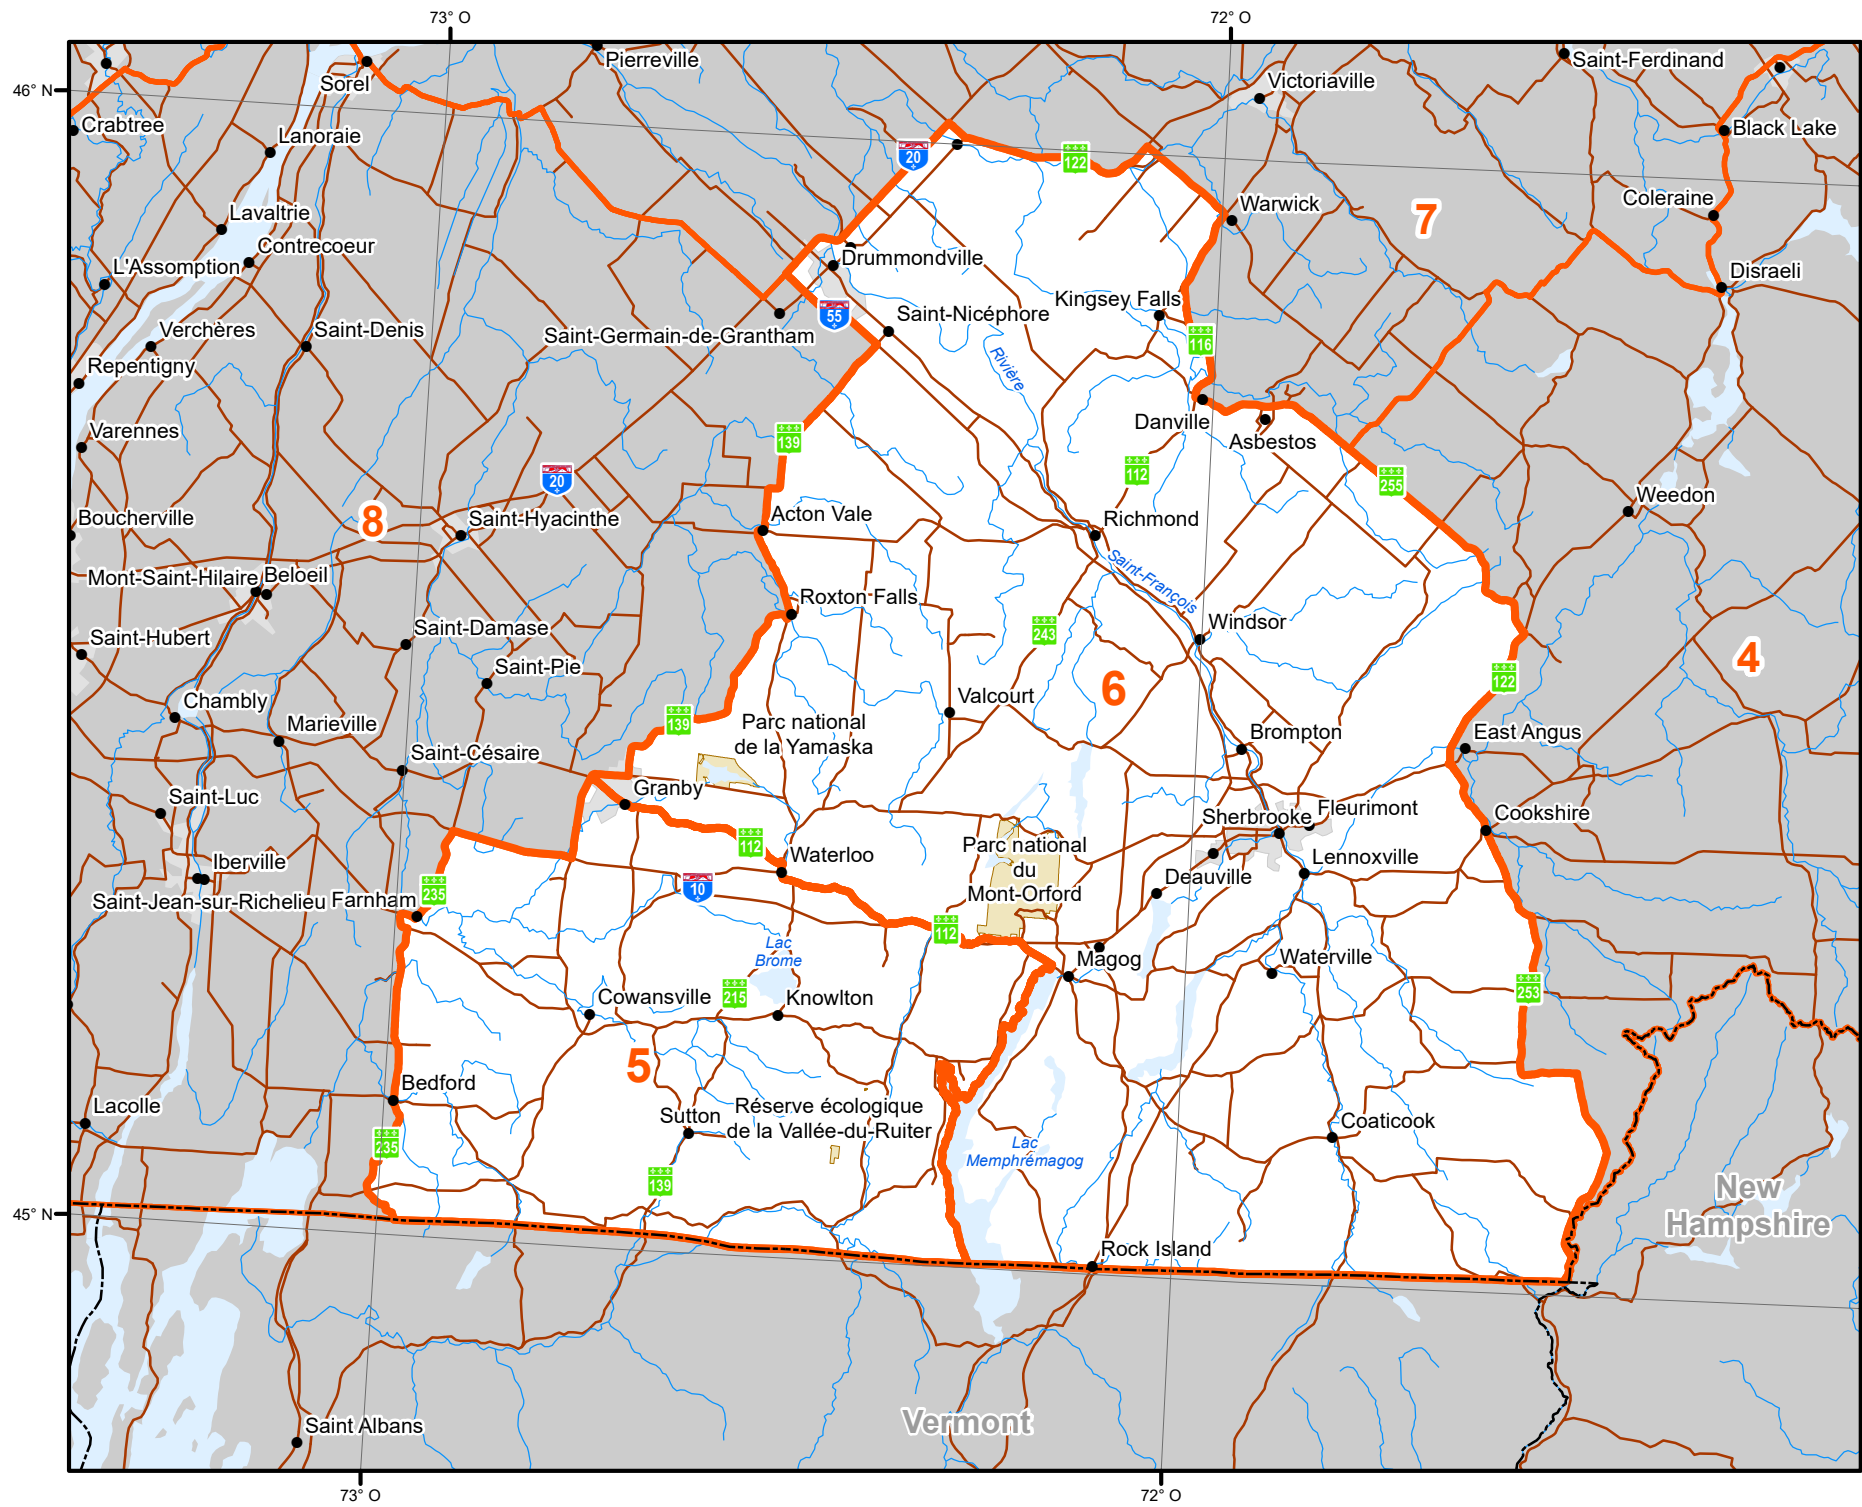 73° O
72° O
Pierreville
Saint-Ferdinand
Sorel
Victoriaville
46° N
Crabtree
Lanoraie
Black Lake
20
122
Lavaltrie
Warwick
Coleraine
7
Contrecoeur
L'Assomption
Drummondville
Disraeli
Kingsey Falls
Saint-Nicéphore
55
Verchères
Saint-Denis
Saint-Germain-de-Grantham
116
Repentigny
Rivière
Varennes
139
Danville
Asbestos
112
255
20
Weedon
Boucherville
8
Saint-Hyacinthe
Acton Vale
Richmond
Mont-Saint-Hilaire
Beloeil
Saint-François
Roxton Falls
Saint-Hubert
Saint-Damase
243
Windsor
Saint-Pie
4
122
6
Chambly
Marieville
139
Parc national
de la Yamaska
Valcourt
Brompton
East Angus
Saint-Césaire
Saint-Luc
Granby
Sherbrooke
Fleurimont
Cookshire
112
Waterloo
Parc national
du
Mont-Orford
Iberville
Lennoxville
10
235
Deauville
Saint-Jean-sur-Richelieu
Farnham
112
Lac
Brome
Magog
Waterville
Cowansville
215
Knowlton
253
5
Bedford
Lacolle
Sutton
Réserve écologique
de la Vallée-du-Ruiter
Coaticook
235
Lac
Memphrémagog
139
New
Hampshire
45° N
Rock Island
Vermont
Saint Albans
73° O
72° O